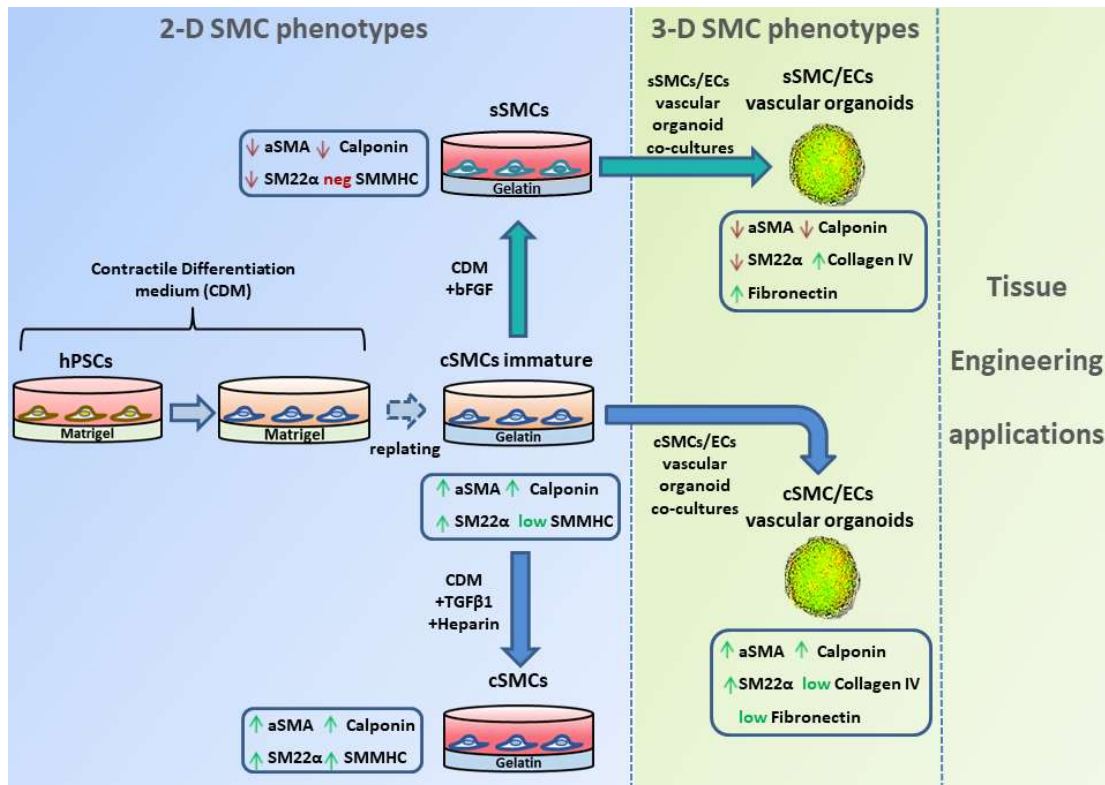 2-D SMC phenotypes
3-D SMC phenotypes
sSMCs
↓ aSMA ↓ Calponin
↓ SM22α neg SMMHC
Gelatin
sSMCs/ECs
vascular
organoid
co-cultures
sSMC/ECs
vascular organoids
↓ aSMA ↓ Calponin
↓ SM22α ↑ Collagen IV
↑ Fibronectin
Contractile Differentiation
medium (CDM)
CDM
+bFGF
hPSCs
Matrigel
Matrigel
replating
cSMCs immature
Gelatin
↑ aSMA ↑ Calponin
↑ SM22α low SMMHC
cSMCs/ECs
vascular
organoid
co-cultures
cSMC/ECs
vascular organoids
↑ aSMA ↑ Calponin
↑ SM22α low Collagen IV
low Fibronectin
CDM
+TGFβ1
+Heparin
cSMCs
↑ aSMA ↑ Calponin
↑ SM22α ↑ SMMHC
Gelatin
Tissue
Engineering
applications